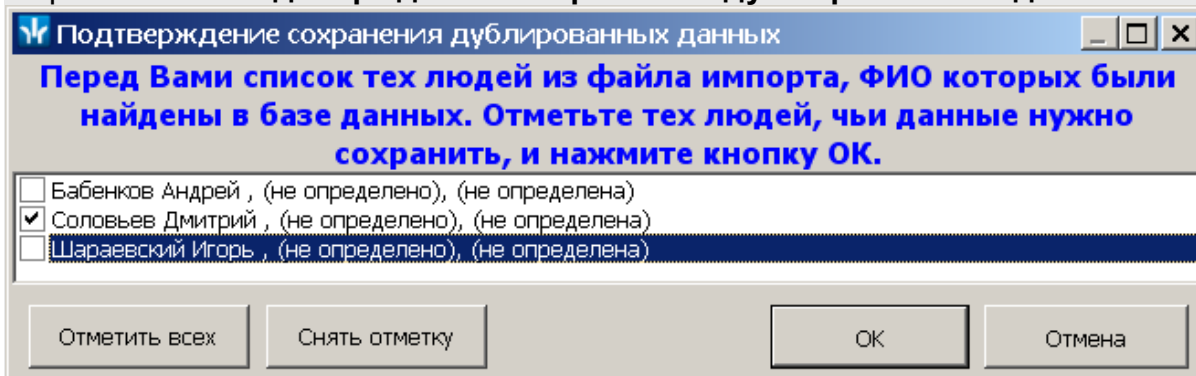 Подтверждение сохранения дублированных данных
Перед Вами список тех людей из файла импорта, ФИО которых были
найдены в базе данных. Отметьте тех людей, чьи данные нужно
сохранить, и нажмите кнопку ОК.
Бабенков Андрей , (не определено), (не определена)
Соловьев Дмитрий , (не определено), (не определена)
Шараевский Игорь , (не определено), (не определена)
Отметить всех Снять отметку ОК Отмена